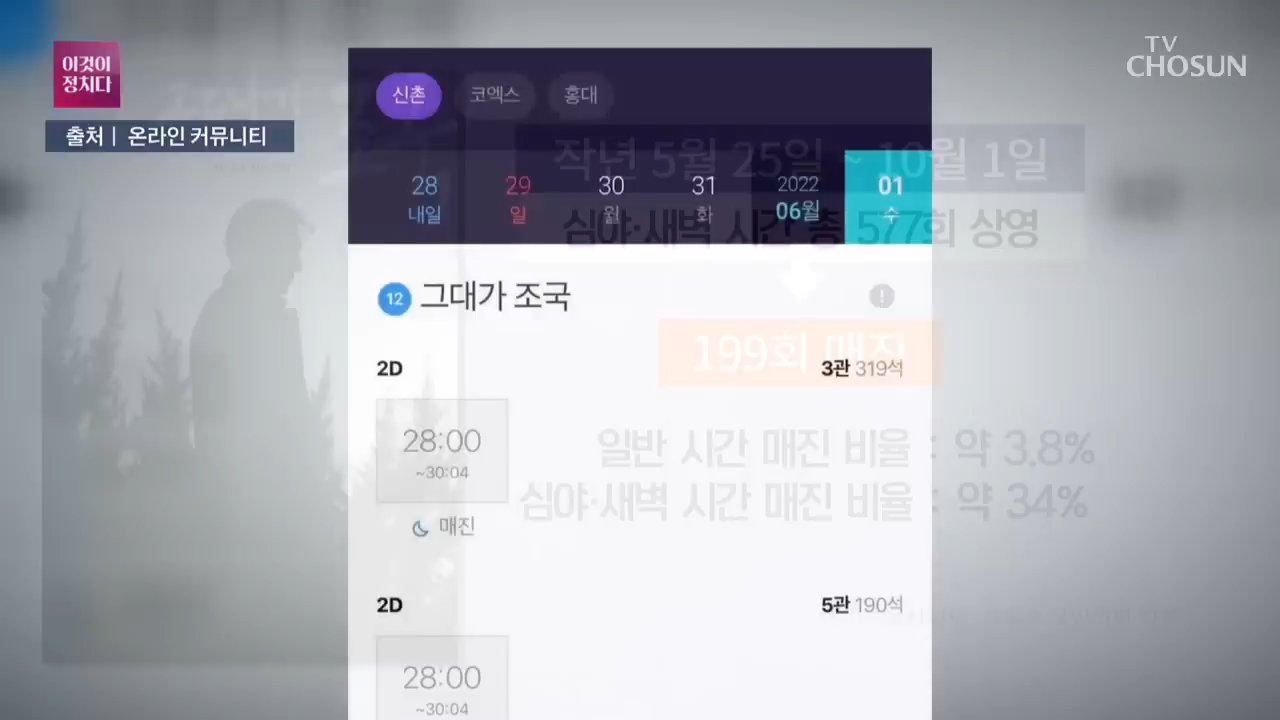 이것이
정치다
출처 | 온라인 커뮤니티
TV
CHOSUN
신촌 코엑스 홍대
28 29 30 31 2022 01
내일 일 월 화 06월 수
작년 5월 25일 ~ 10월 1일
심야·새벽 시간 총 577회 상영
12 그대가 조국
199회 매진
2D 3관 319석
28:00
~30:04
매진
일반 시간 매진 비율 : 약 3.8%
심야·새벽 시간 매진 비율 : 약 34%
2D 5관 190석
28:00
~30:04